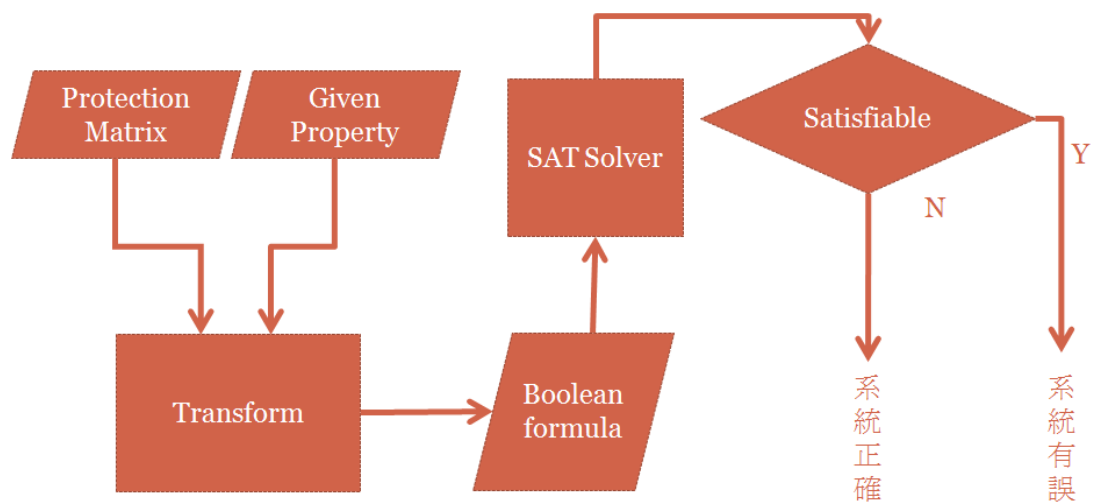 Protection
Matrix
Given
Property
Transform
Boolean
formula
SAT Solver
Satisfiable
N
Y
系統正確
系統有誤